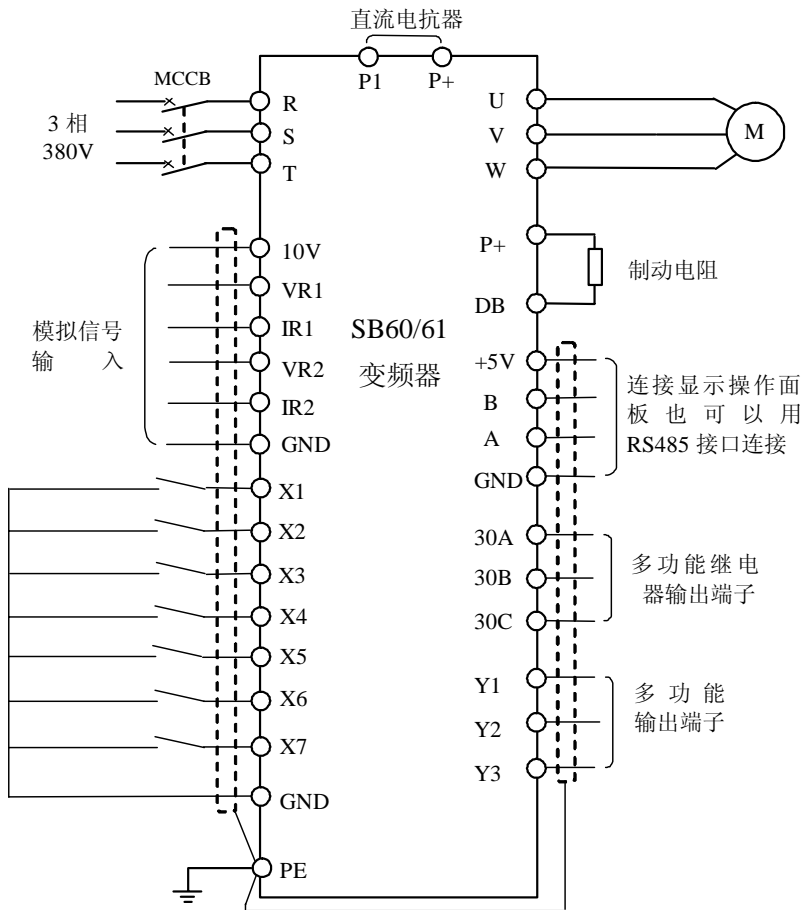 直流电抗器
P1 P+
MCCB
3 相
380V
R
S
T
U
V
W
M
10V
VR1
IR1
VR2
IR2
GND
模拟信号
输 入
SB60/61
变频器
P+
DB
制动电阻
+5V
B
A
GND
连接显示操作面
板也可以用
RS485 接口连接
X1
X2
X3
X4
X5
X6
X7
GND
PE
30A
30B
30C
多功能继电
器输出端子
Y1
Y2
Y3
多功能
输出端子